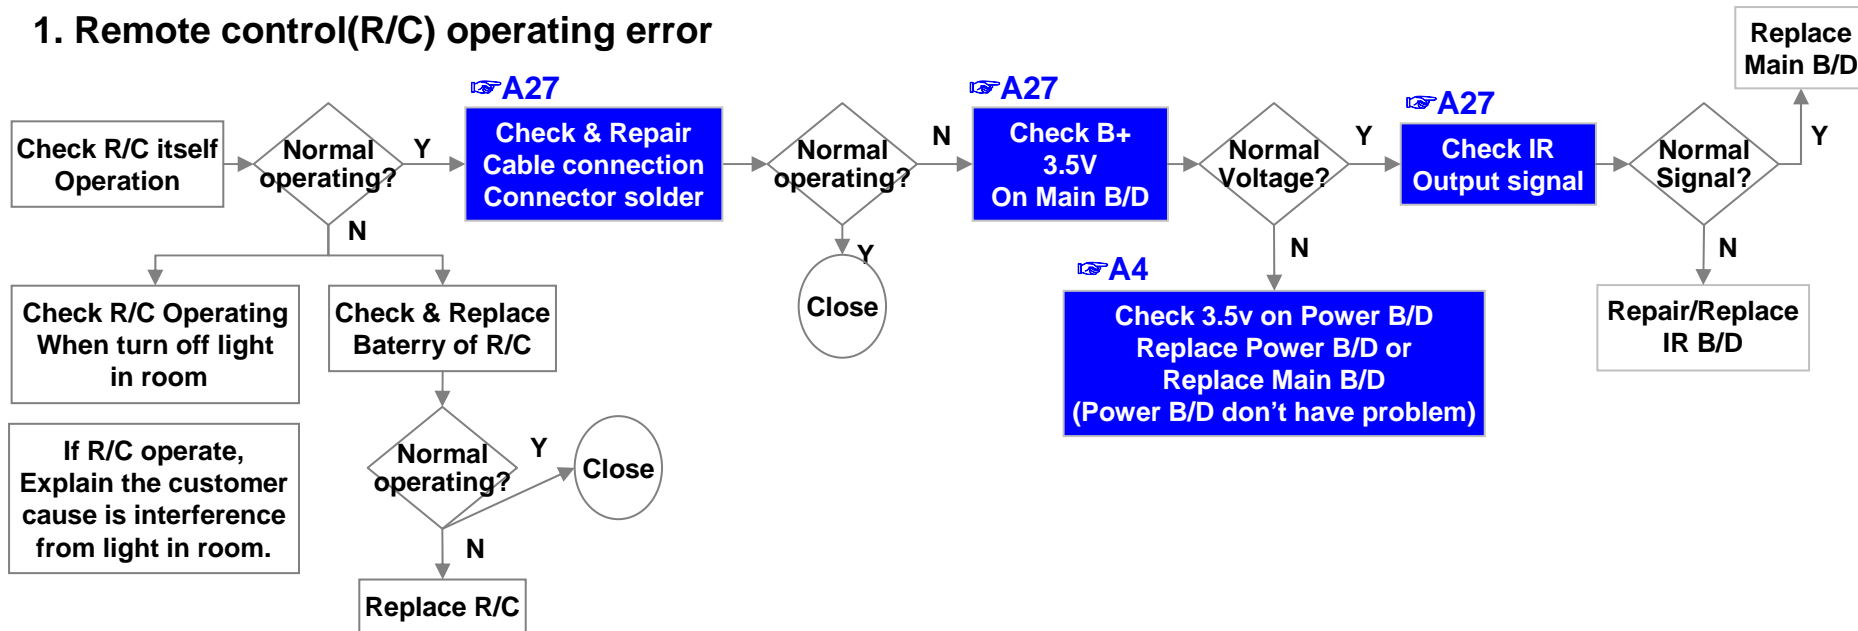 1. Remote control(R/C) operating error
☞A27
Check R/C itself
Operation
Normal
operating?
Y
Check & Repair
Cable connection
Connector solder
Normal
operating?
N
☞A27
Check B+
3.5V
On Main B/D
Normal
Voltage?
Y
☞A27
Check IR
Output signal
Normal
Signal?
Y
Replace
Main B/D
N
Check R/C Operating
When turn off light
in room
Check & Replace
Baterry of R/C
Y
Close
N
☞A4
Check 3.5v on Power B/D
Replace Power B/D or
Replace Main B/D
(Power B/D don't have problem)
N
Repair/Replace
IR B/D
If R/C operate,
Explain the customer
cause is interference
from light in room.
Normal
operating?
Y
Close
N
Replace R/C